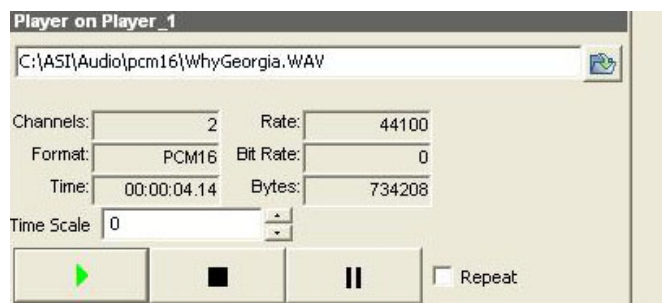 Player on Player_1
C:\ASI\Audio\pcm16\WhyGeorgia.WAV
Channels: 2 Rate: 44100
Format: PCM16 Bit Rate: 0
Time: 00:00:04.14 Bytes: 734208
Time Scale 0
Repeat